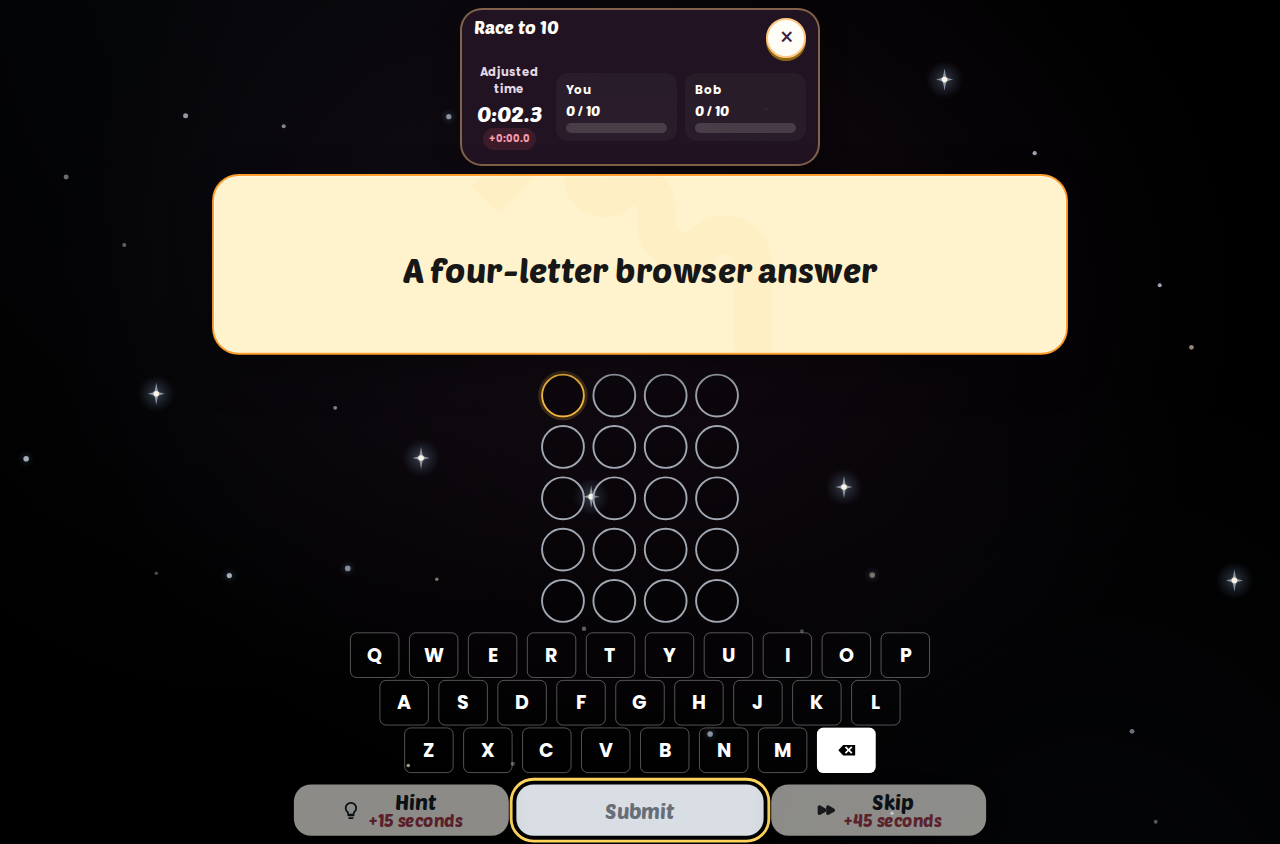 Race to 10
×
Adjusted
time
0:02.3
+0:00.0
You
0 / 10
Bob
0 / 10
A four-letter browser answer
Q W E R T Y U I O P
A S D F G H J K L
Z X C V B N M
Hint
+15 seconds
Submit
Skip
+45 seconds